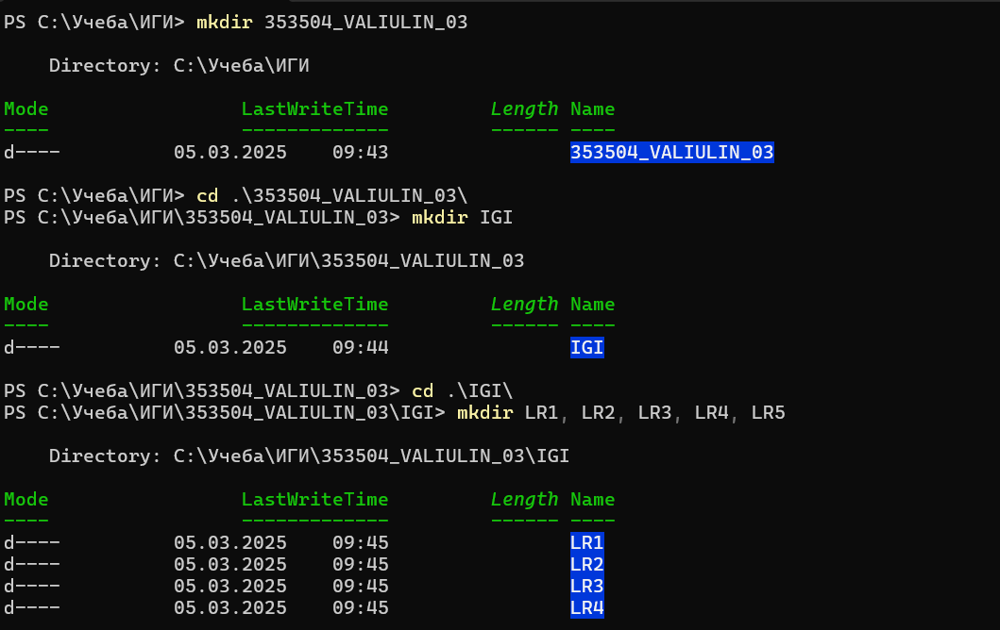 PS C:\Учеба\ИГИ> mkdir 353504_VALIULIN_03
Directory: C:\Учеба\ИГИ
Mode LastWriteTime Length Name
---- ------------- ------ ----
d---- 05.03.2025 09:43 353504_VALIULIN_03
PS C:\Учеба\ИГИ> cd .\353504_VALIULIN_03\
PS C:\Учеба\ИГИ\353504_VALIULIN_03> mkdir IGI
Directory: C:\Учеба\ИГИ\353504_VALIULIN_03
Mode LastWriteTime Length Name
---- ------------- ------ ----
d---- 05.03.2025 09:44 IGI
PS C:\Учеба\ИГИ\353504_VALIULIN_03> cd .\IGI\
PS C:\Учеба\ИГИ\353504_VALIULIN_03\IGI> mkdir LR1, LR2, LR3, LR4, LR5
Directory: C:\Учеба\ИГИ\353504_VALIULIN_03\IGI
Mode LastWriteTime Length Name
---- ------------- ------ ----
d---- 05.03.2025 09:45 LR1
d---- 05.03.2025 09:45 LR2
d---- 05.03.2025 09:45 LR3
d---- 05.03.2025 09:45 LR4